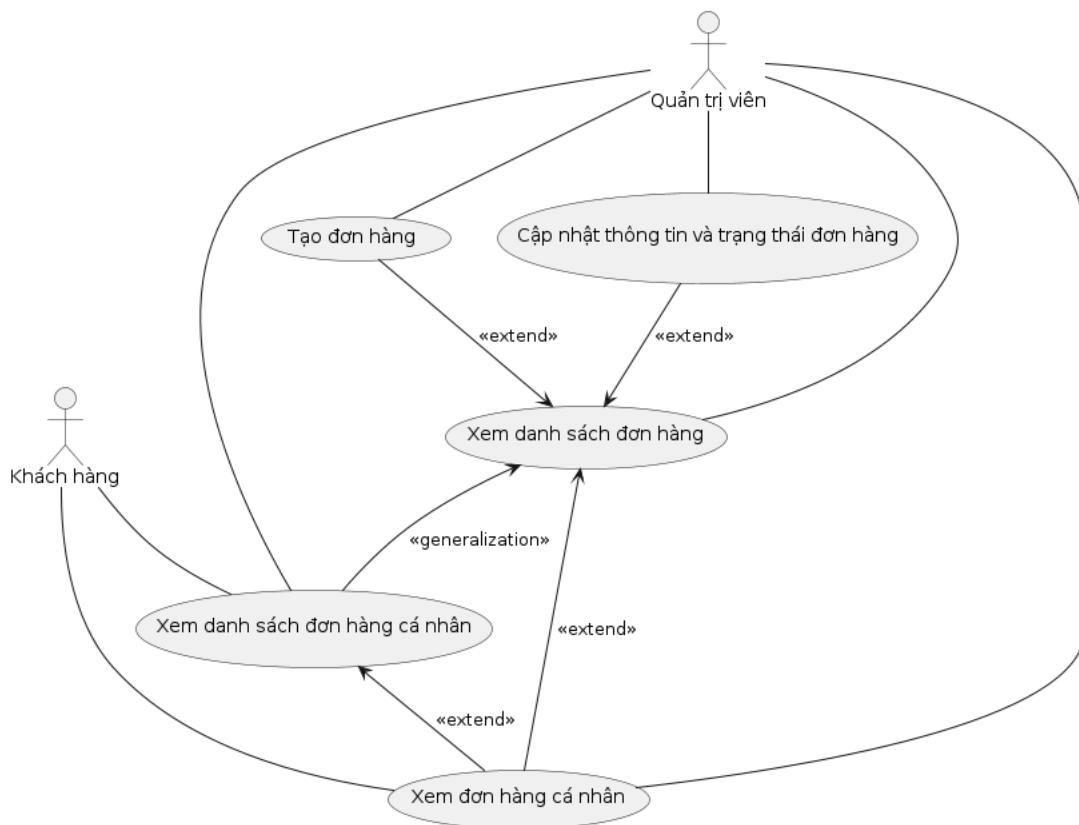 Quản trị viên
Tạo đơn hàng
Cập nhật thông tin và trạng thái đơn hàng
«extend»
«extend»
Xem danh sách đơn hàng
Khách hàng
«generalization»
Xem danh sách đơn hàng cá nhân
«extend»
«extend»
Xem đơn hàng cá nhân